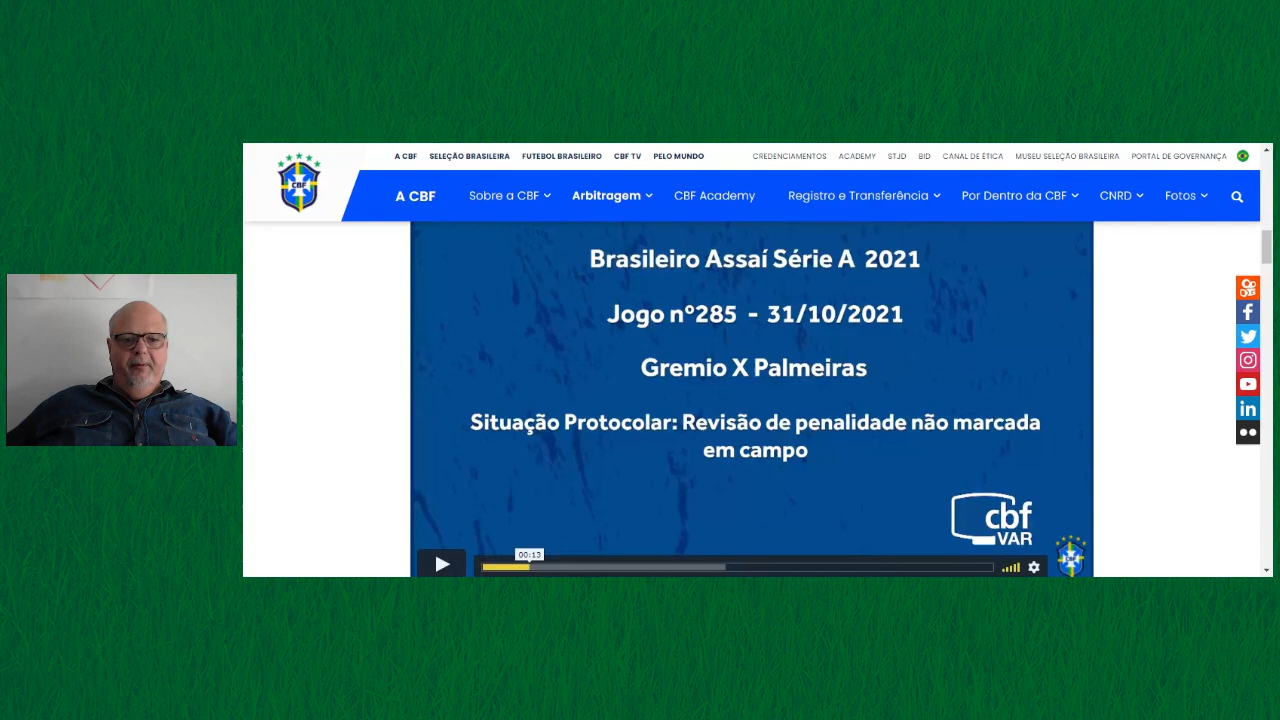 A CBF SELEÇÃO BRASILEIRA FUTEBOL BRASILEIRO CBF TV PELO MUNDO CREDENCIAMENTOS ACADEMY STJD BID CANAL DE ÉTICA MUSEU SELEÇÃO BRASILEIRA PORTAL DE GOVERNANÇA
CBF
A CBF Sobre a CBF Arbitragem CBF Academy Registro e Transferência Por Dentro da CBF CNRD Fotos
Brasileiro Assaí Série A 2021
Jogo nº285 - 31/10/2021
Gremio X Palmeiras
Situação Protocolar: Revisão de penalidade não marcada
em campo
cbf
VAR
00:13